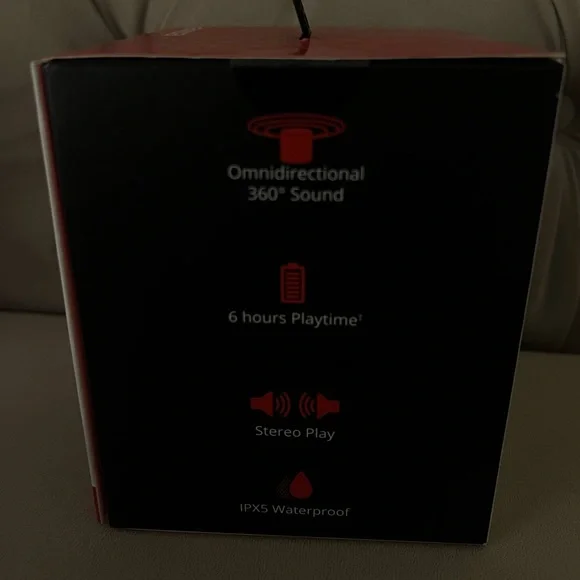 Omnidirectional
360° Sound
6 hours Playtime†
Stereo Play
IPX5 Waterproof